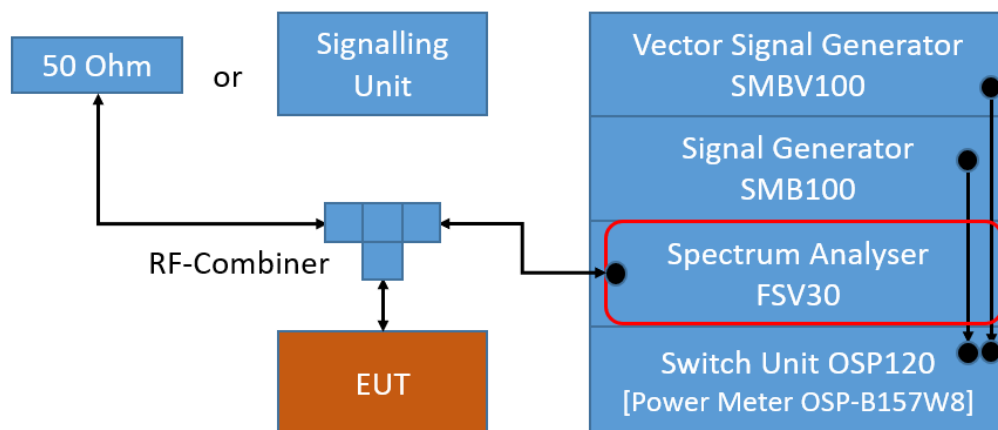 50 Ohm
or
Signalling
Unit
Vector Signal Generator
SMBV100
Signal Generator
SMB100
RF-Combiner
Spectrum Analyser
FSV30
EUT
Switch Unit OSP120
[Power Meter OSP-B157W8]